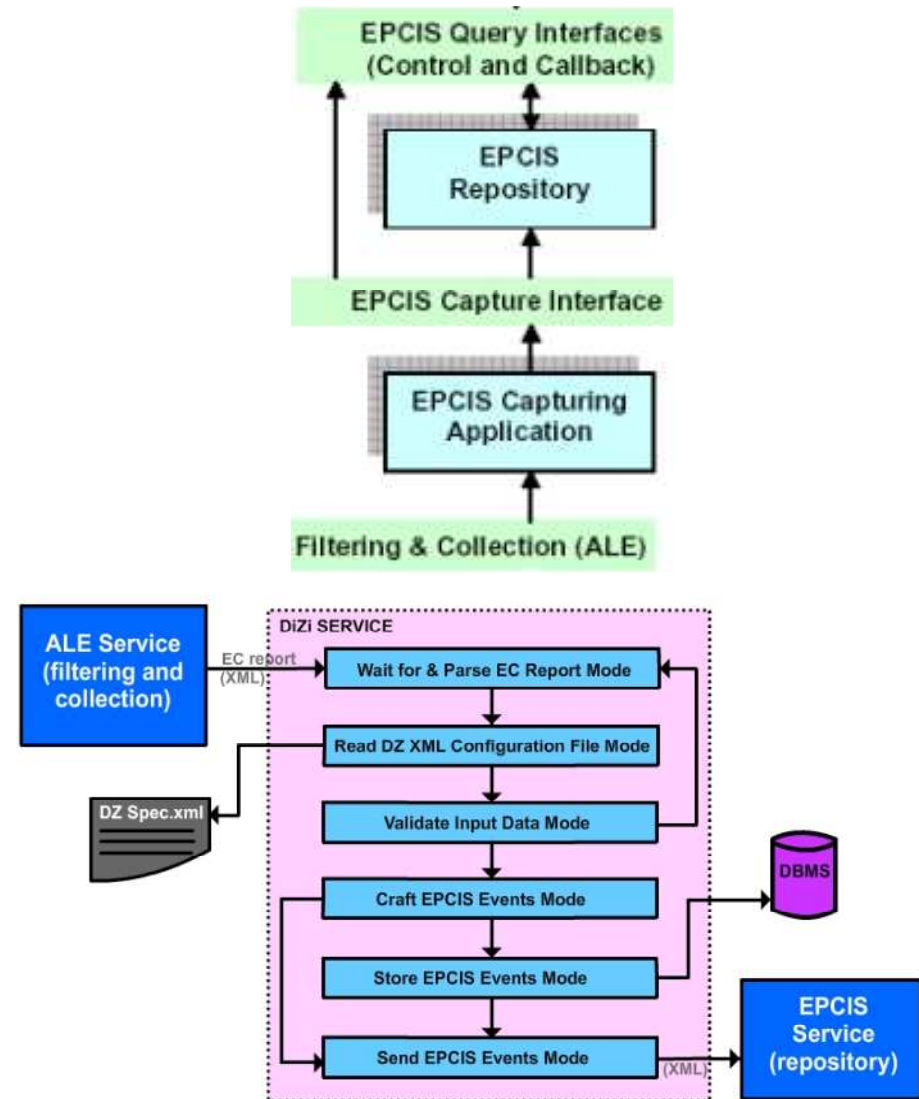 EPCIS Query Interfaces
(Control and Callback)
EPCIS
Repository
EPCIS Capture Interface
EPCIS Capturing
Application
Filtering & Collection (ALE)
ALE Service
(filtering and
collection)
EC report
(XML)
DiZi SERVICE
Wait for & Parse EC Report Mode
Read DZ XML Configuration File Mode
DZ Spec.xml
Validate Input Data Mode
Craft EPCIS Events Mode
DBMS
Store EPCIS Events Mode
Send EPCIS Events Mode
(XML)
EPCIS
Service
(repository)